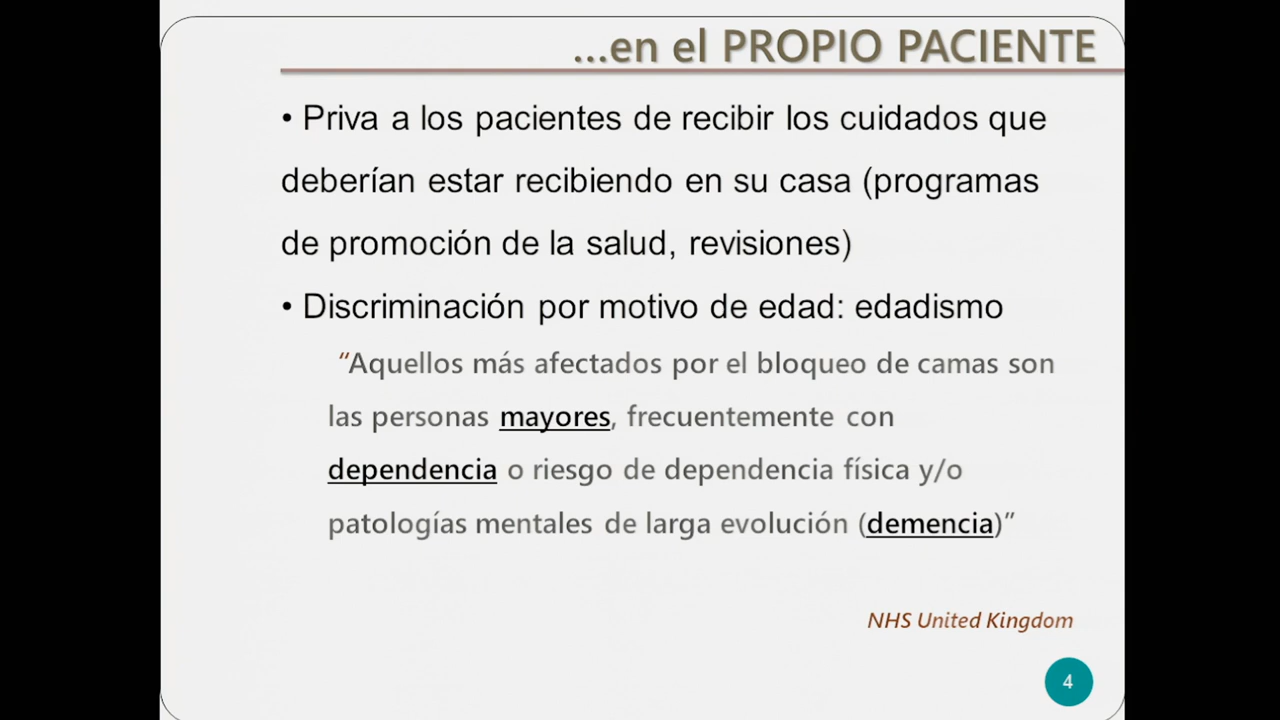 ...en el PROPIO PACIENTE
• Priva a los pacientes de recibir los cuidados que
deberían estar recibiendo en su casa (programas
de promoción de la salud, revisiones)
• Discriminación por motivo de edad: edadismo
“Aquellos más afectados por el bloqueo de camas son
las personas mayores, frecuentemente con
dependencia o riesgo de dependencia física y/o
patologías mentales de larga evolución (demencia)”
NHS United Kingdom
4